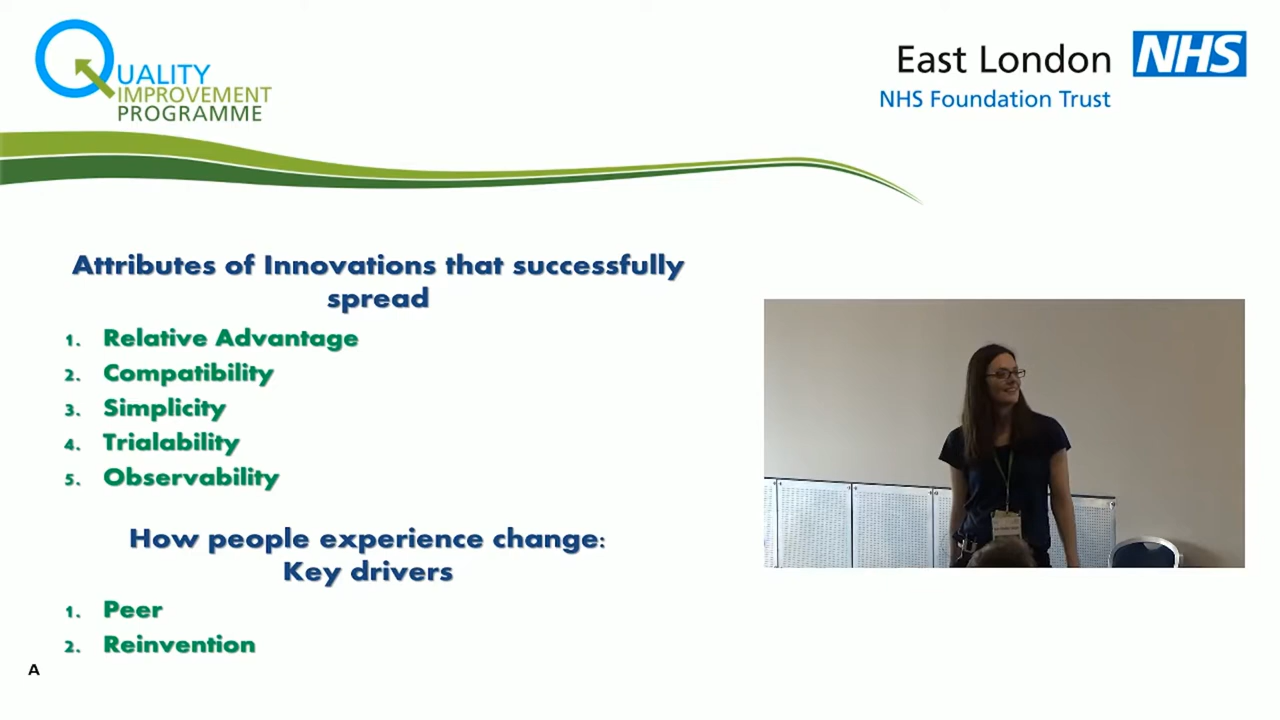 QUALITY
IMPROVEMENT
PROGRAMME
East London NHS
NHS Foundation Trust
Attributes of Innovations that successfully
spread
1. Relative Advantage
2. Compatibility
3. Simplicity
4. Trialability
5. Observability
How people experience change:
Key drivers
1. Peer
2. Reinvention
A